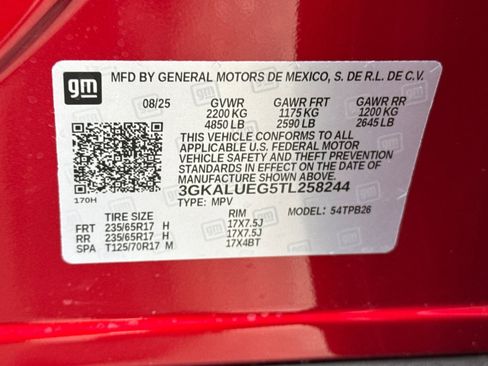 gm
MFD BY GENERAL MOTORS DE MEXICO, S. DE R.L. DE C.V.
08/25 GVWR GAWR FRT GAWR RR
2200 KG 1175 KG 1200 KG
4850 LB 2590 LB 2645 LB
THIS VEHICLE CONFORMS TO ALL
APPLICABLE U.S. FEDERAL MOTOR
VEHICLE SAFETY AND THEFT PREVENTION
STANDARDS IN EFFECT ON THE DATE OF
MANUFACTURE SHOWN ABOVE.
3GKALUEG5TL258244
170H TYPE: MPV MODEL: 54TPB26
TIRE SIZE RIM
FRT 235/65R17 H 17X7.5J
RR 235/65R17 H 17X7.5J
SPA T125/70R17 M 17X4BT